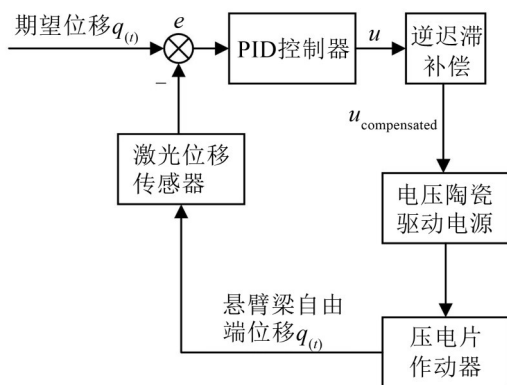 期望位移q(t)
e
PID控制器
u
逆迟滞
补偿
−
激光位移
传感器
ucompensated
电压陶瓷
驱动电源
悬臂梁自由
端位移q(t)
压电片
作动器